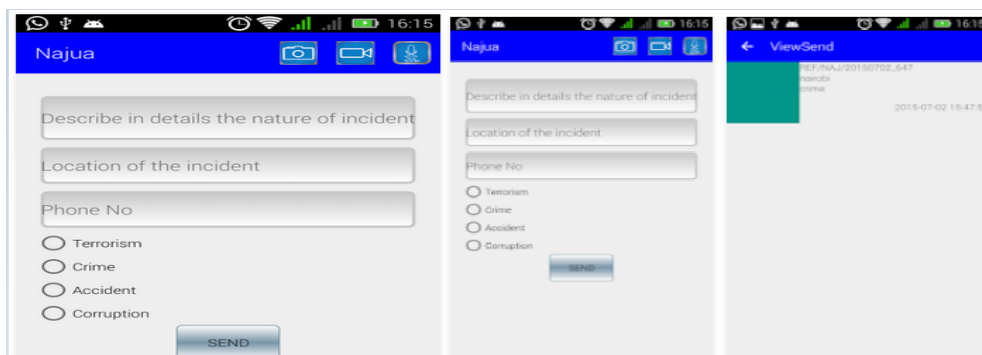 16:15
Najua
Describe in details the nature of incident
Location of the incident
Phone No
Terrorism
Crime
Accident
Corruption
SEND
16:15
Najua
Describe in details the nature of incident
Location of the incident
Phone No
Terrorism
Crime
Accident
Corruption
SEND
16:15
ViewSend
REF/NAJ/20150702_647
nairobi
crime
2015-07-02 15:47:5